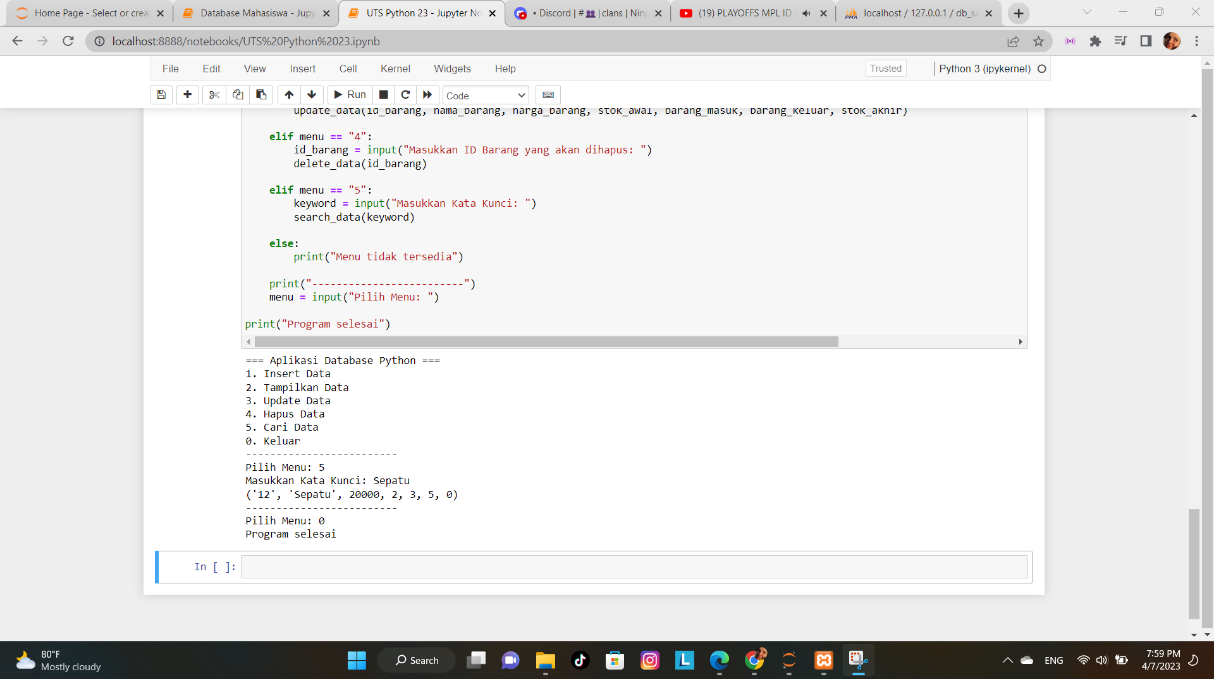 Home Page - Select or crea
Database Mahasiswa - Jupy
UTS Python 23 - Jupyter No
• Discord | # | clans | Ninj
(19) PLAYOFFS MPL ID
localhost / 127.0.0.1 / db_sa
localhost:8888/notebooks/UTS%20Python%2023.ipynb
File Edit View Insert Cell Kernel Widgets Help
Trusted
Python 3 (ipykernel)
Run
Code
update_data(id_barang, nama_barang, harga_barang, stok_awal, barang_masuk, barang_keluar, stok_akhir)
elif menu == "4":
id_barang = input("Masukkan ID Barang yang akan dihapus: ")
delete_data(id_barang)
elif menu == "5":
keyword = input("Masukkan Kata Kunci: ")
search_data(keyword)
else:
print("Menu tidak tersedia")
print("-------------------------")
menu = input("Pilih Menu: ")
print("Program selesai")
=== Aplikasi Database Python ===
1. Insert Data
2. Tampilkan Data
3. Update Data
4. Hapus Data
5. Cari Data
0. Keluar
-------------------------
Pilih Menu: 5
Masukkan Kata Kunci: Sepatu
('12', 'Sepatu', 20000, 2, 3, 5, 0)
-------------------------
Pilih Menu: 0
Program selesai
In [ ]:
80°F
Mostly cloudy
Search
ENG
7:59 PM
4/7/2023